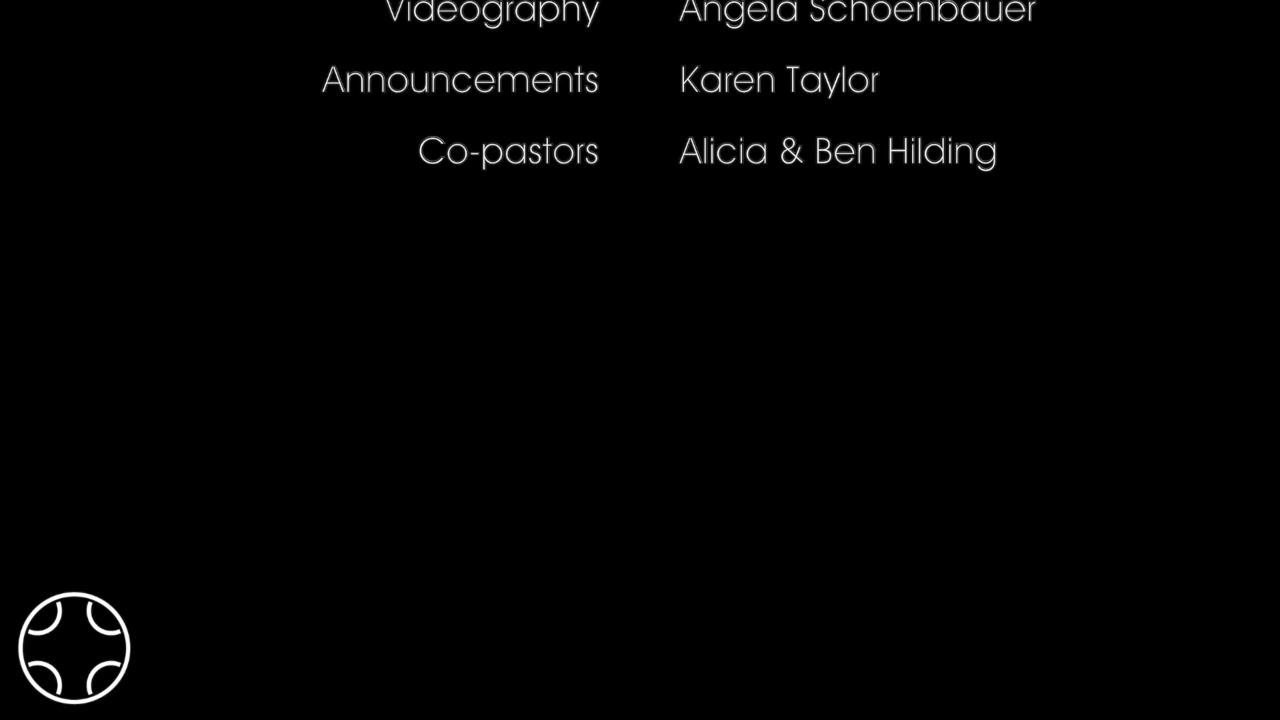 Videography Angela Schoenbauer
Announcements Karen Taylor
Co-pastors Alicia & Ben Hilding